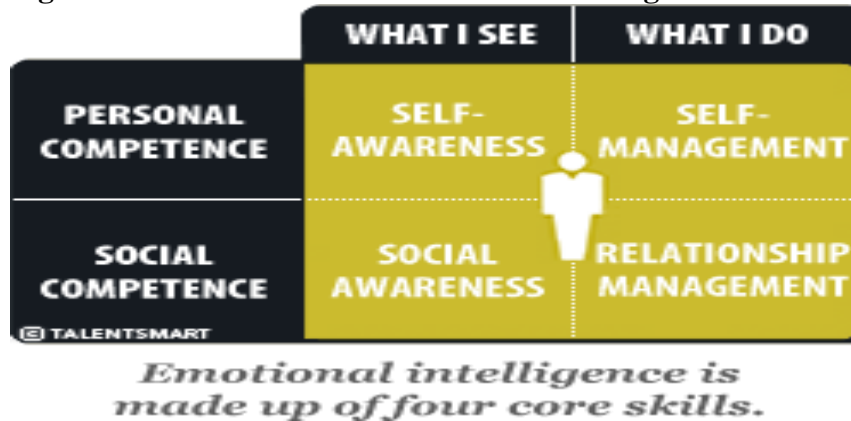 WHAT I SEE
WHAT I DO
PERSONAL
COMPETENCE
SELF-
AWARENESS
SELF-
MANAGEMENT
SOCIAL
COMPETENCE
SOCIAL
AWARENESS
RELATIONSHIP
MANAGEMENT
© TALENTSMART
Emotional intelligence is
made up of four core skills.